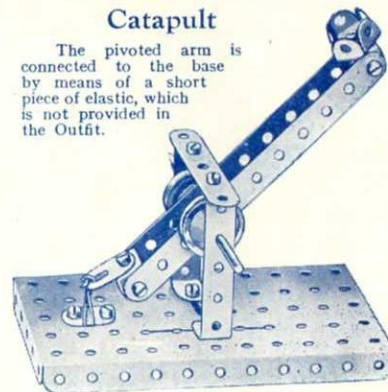 Catapult
The pivoted arm is
connected to the base
by means of a short
piece of elastic, which
is not provided in
the Outfit.